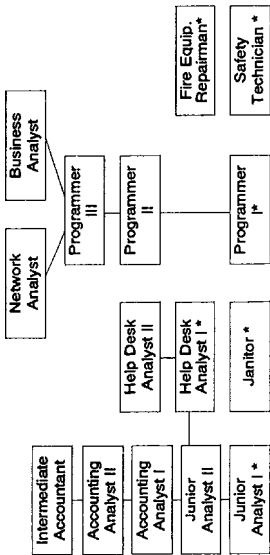 Network
Analyst
Business
Analyst
Intermediate
Accountant
Programmer
III
Accounting
Analyst II
Programmer
II
Accounting
Analyst I
Help Desk
Analyst II
Junior
Analyst II
Help Desk
Analyst I *
Fire Equip.
Repairman*
Junior
Analyst I *
Janitor *
Programmer
I*
Safety
Technician *